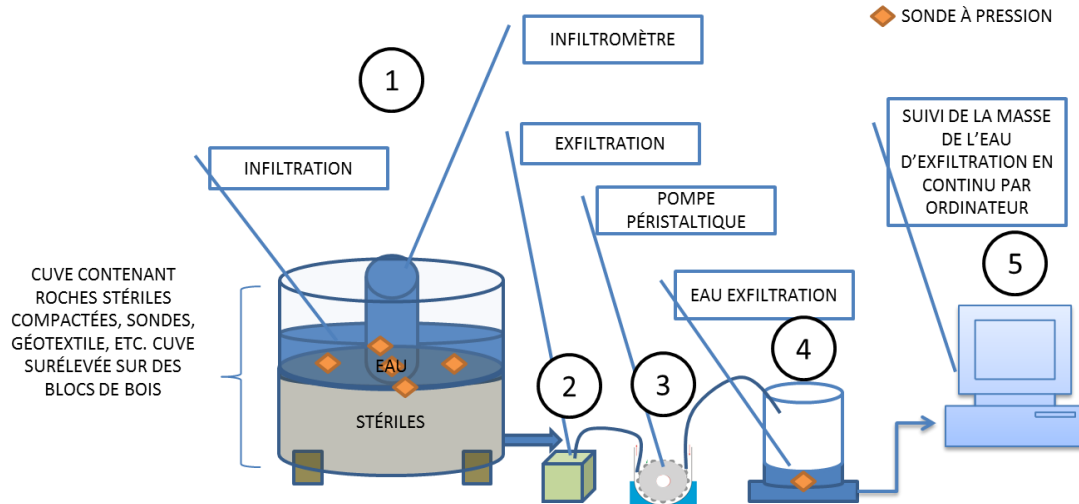 SONDE À PRESSION
INFILTROMÈTRE
1
INFILTRATION
EXFILTRATION
POMPE
PÉRISTALTIQUE
SUIVI DE LA MASSE
DE L’EAU
D’EXFILTRATION EN
CONTINU PAR
ORDINATEUR
CUVE CONTENANT
ROCHES STÉRILES
COMPACTÉES, SONDES,
GÉOTEXTILE, ETC. CUVE
SURÉLEVÉE SUR DES
BLOCS DE BOIS
EAU
STÉRILES
2
3
EAU EXFILTRATION
4
5